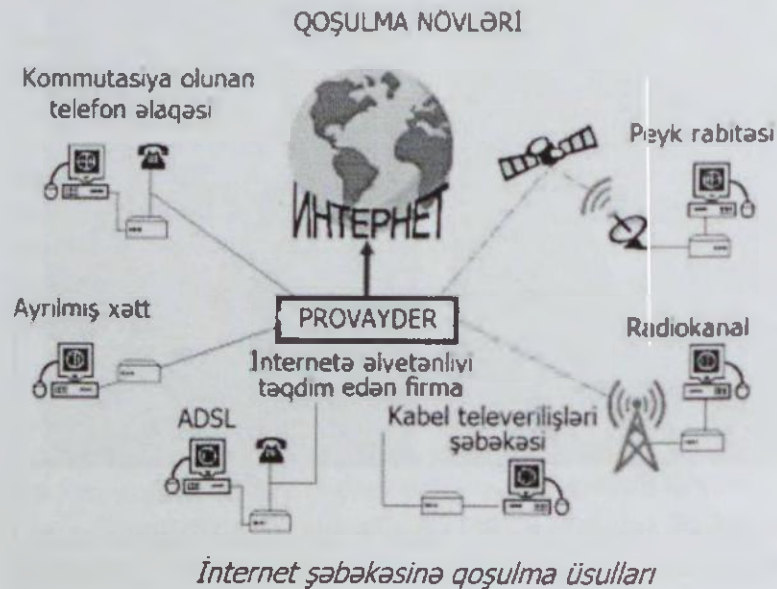 QOŞULMA NÖVLƏRİ
Kommutasiya olunan
telefon əlaqəsi
Peyk rabitəsi
ИНТЕРНЕТ
Ayrılmış xətt
PROVAYDER
Radiokanal
İnternetə əlvetənlivi
təqdim edən firma
ADSL
Kabel televerilişləri
şəbəkəsi
İnternet şəbəkəsinə qoşulma üsulları